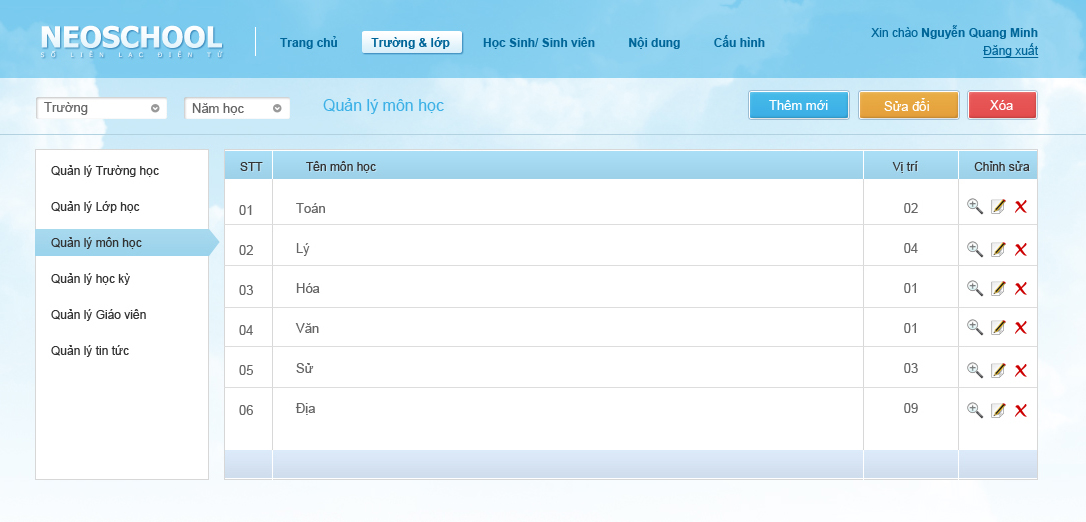 NEOSCHOOL
SỔ LIÊN LẠC ĐIỆN TỬ
Trang chủ
Trường & lớp
Học Sinh/ Sinh viên
Nội dung
Cấu hình
Xin chào Nguyễn Quang Minh
Đăng xuất
Trường
Năm học
Quản lý môn học
Thêm mới
Sửa đổi
Xóa
Quản lý Trường học
Quản lý Lớp học
Quản lý môn học
Quản lý học kỳ
Quản lý Giáo viên
Quản lý tin tức
STT Tên môn học Vị trí Chỉnh sửa
01 Toán 02
02 Lý 04
03 Hóa 01
04 Văn 01
05 Sử 03
06 Địa 09